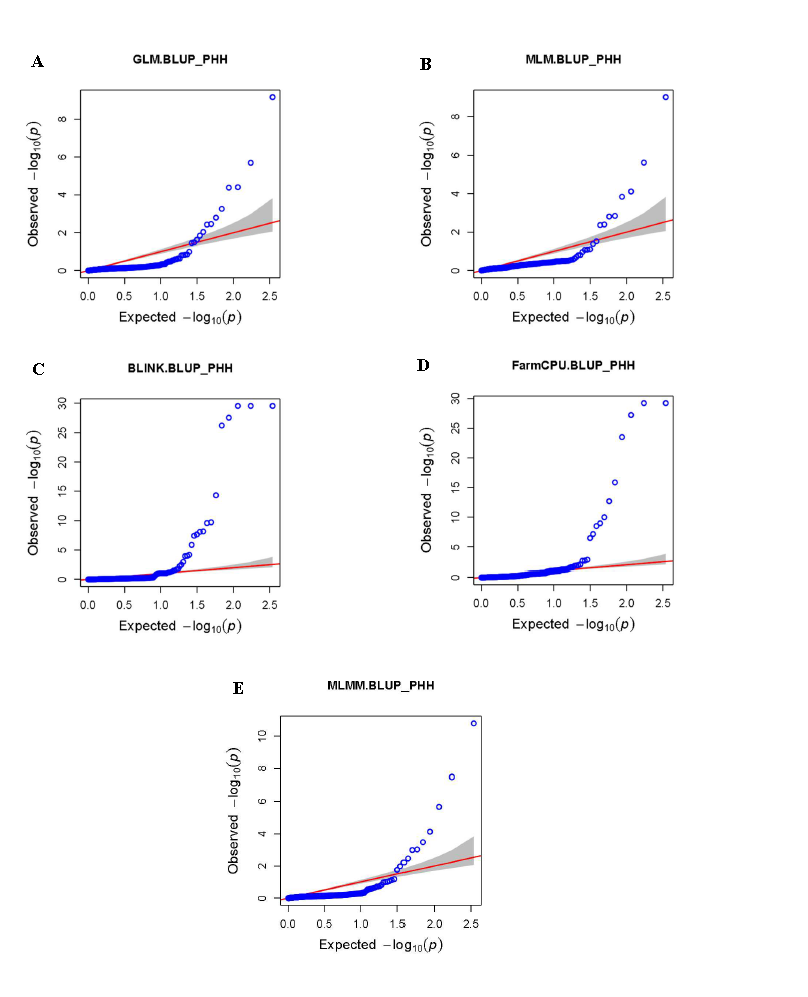 A
GLM.BLUP_PHH
Observed −log10(p)
0 2 4 6 8
0.0 0.5 1.0 1.5 2.0 2.5
Expected −log10(p)
B
MLM.BLUP_PHH
Observed −log10(p)
0 2 4 6 8
0.0 0.5 1.0 1.5 2.0 2.5
Expected −log10(p)
C
BLINK.BLUP_PHH
Observed −log10(p)
0 5 10 15 20 25 30
0.0 0.5 1.0 1.5 2.0 2.5
Expected −log10(p)
D
FarmCPU.BLUP_PHH
Observed −log10(p)
0 5 10 15 20 25 30
0.0 0.5 1.0 1.5 2.0 2.5
Expected −log10(p)
E
MLMM.BLUP_PHH
Observed −log10(p)
0 2 4 6 8 10
0.0 0.5 1.0 1.5 2.0 2.5
Expected −log10(p)